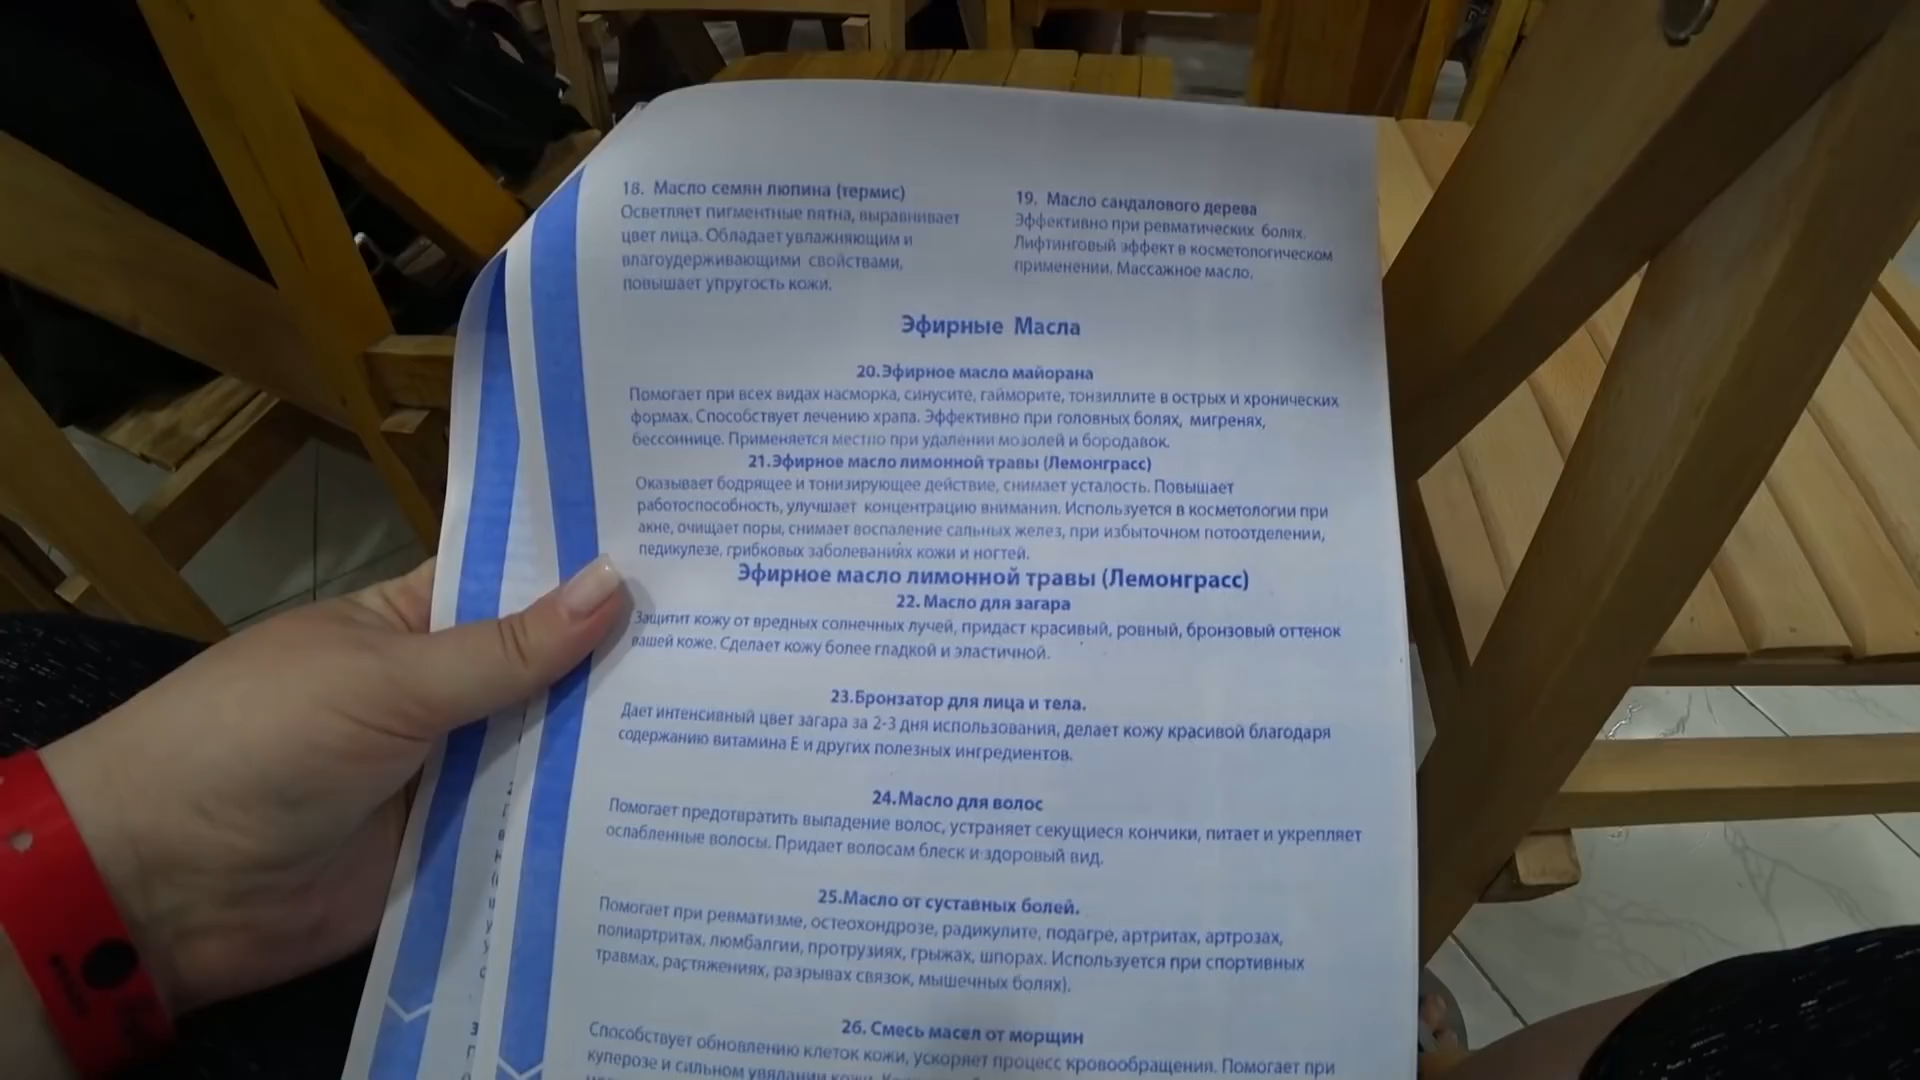 18. Масло семян люпина (термис)
Осветляет пигментные пятна, выравнивает
цвет лица. Обладает увлажняющим и
влагоудерживающими свойствами,
повышает упругость кожи.
19. Масло сандалового дерева
Эффективно при ревматических болях.
Лифтинговый эффект в косметологическом
применении. Массажное масло.
Эфирные Масла
20.Эфирное масло майорана
Помогает при всех видах насморка, синусите, гайморите, тонзиллите в острых и хронических
формах. Способствует лечению храпа. Эффективно при головных болях, мигренях,
бессоннице. Применяется местно при удалении мозолей и бородавок.
21.Эфирное масло лимонной травы (Лемонграсс)
Оказывает бодрящее и тонизирующее действие, снимает усталость. Повышает
работоспособность, улучшает концентрацию внимания. Используется в косметологии при
акне, очищает поры, снимает воспаление сальных желез, при избыточном потоотделении,
педикулезе, грибковых заболеваниях кожи и ногтей.
Эфирное масло лимонной травы (Лемонграсс)
22. Масло для загара
Защитит кожу от вредных солнечных лучей, придаст красивый, ровный, бронзовый оттенок
вашей коже. Сделает кожу более гладкой и эластичной.
23.Бронзатор для лица и тела.
Дает интенсивный цвет загара за 2-3 дня использования, делает кожу красивой благодаря
содержанию витамина Е и других полезных ингредиентов.
24.Масло для волос
Помогает предотвратить выпадение волос, устраняет секущиеся кончики, питает и укрепляет
ослабленные волосы. Придает волосам блеск и здоровый вид.
25.Масло от суставных болей.
Помогает при ревматизме, остеохондрозе, радикулите, подагре, артритах, артрозах,
полиартритах, люмбалгии, протрузиях, грыжах, шпорах. Используется при спортивных
травмах, растяжениях, разрывах связок, мышечных болях).
26. Смесь масел от морщин
Способствует обновлению клеток кожи, ускоряет процесс кровообращения. Помогает при
куперозе и сильном увядании кожи.